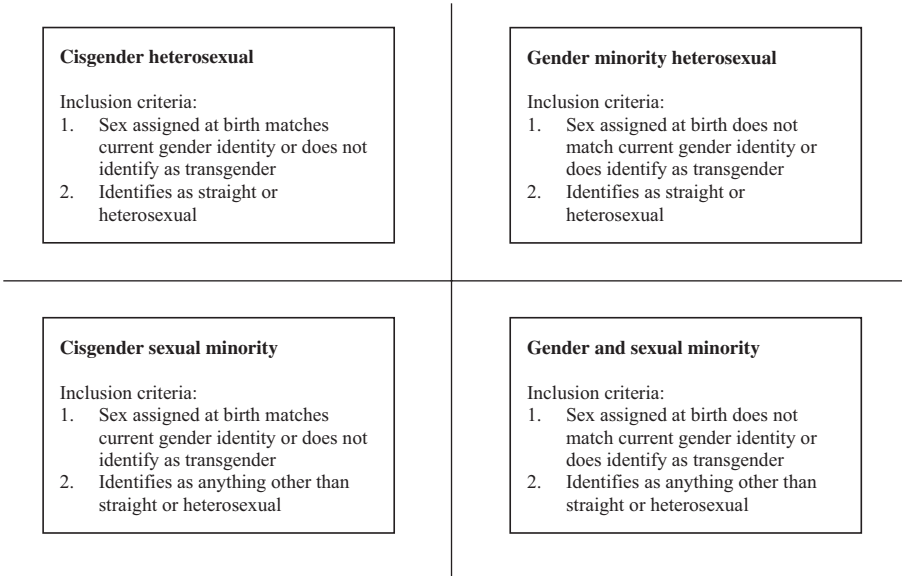 Cisgender heterosexual
Inclusion criteria:
1. Sex assigned at birth matches
current gender identity or does not
identify as transgender
2. Identifies as straight or
heterosexual
Gender minority heterosexual
Inclusion criteria:
1. Sex assigned at birth does not
match current gender identity or
does identify as transgender
2. Identifies as straight or
heterosexual
Cisgender sexual minority
Inclusion criteria:
1. Sex assigned at birth matches
current gender identity or does not
identify as transgender
2. Identifies as anything other than
straight or heterosexual
Gender and sexual minority
Inclusion criteria:
1. Sex assigned at birth does not
match current gender identity or
does identify as transgender
2. Identifies as anything other than
straight or heterosexual